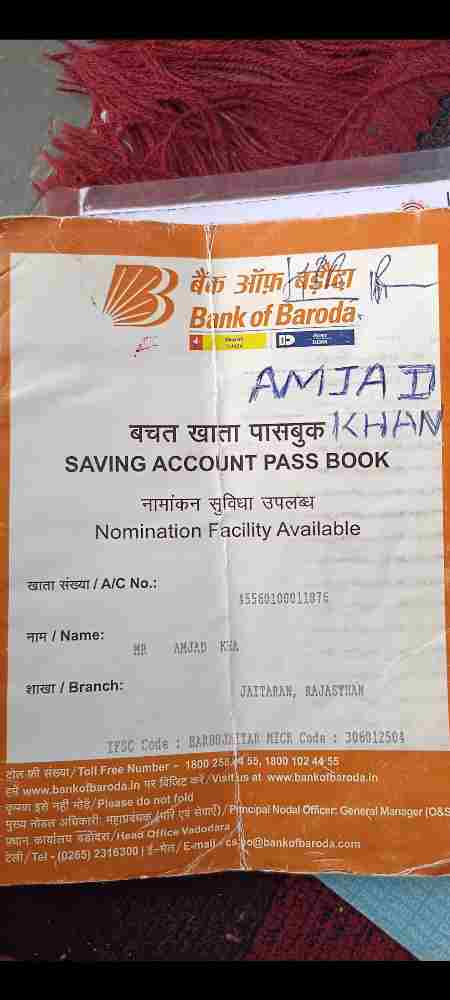 बैंक ऑफ़ बड़ौदा
Bank of Baroda
AMJAD
KHAN
बचत खाता पासबुक
SAVING ACCOUNT PASS BOOK
नामांकन सुविधा उपलब्ध
Nomination Facility Available
खाता संख्या / A/C No.:
45560100011876
नाम / Name:
MR AMJAD KHA
शाखा / Branch:
JAITARAN, RAJASTHAN
IFSC Code : BARB0JAITAR MICR Code : 306012504
टोल फ्री संख्या/Toll Free Number - 1800 258 44 55, 1800 102 44 55
हमें www.bankofbaroda.in पर विज़िट करें/Visit us at www.bankofbaroda.in
कृपया इसे नहीं मोडें/Please do not fold
मुख्य नोडल अधिकारी: महाप्रबंधक (परि एवं सेवाएँ)/Principal Nodal Officer: General Manager (O&S
प्रधान कार्यालय बड़ौदा/Head Office Vadodara
टेली/Tel - (0265) 2316300 | ई-मेल/E-mail - @bankofbaroda.com